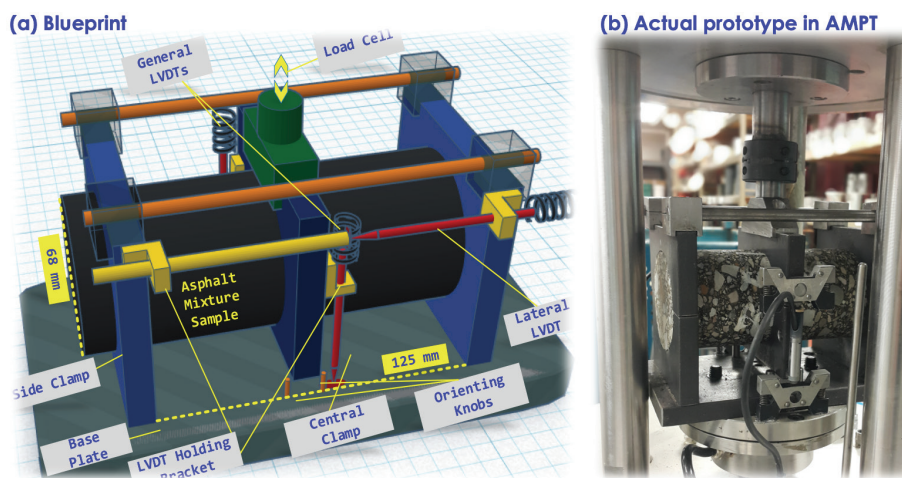 (a) Blueprint
(b) Actual prototype in AMPT
General
LVDTs
Load Cell
68 mm
Asphalt
Mixture
Sample
Lateral
LVDT
125 mm
Side Clamp
Orienting
Knobs
Central
Clamp
Base
Plate
LVDT Holding
Bracket